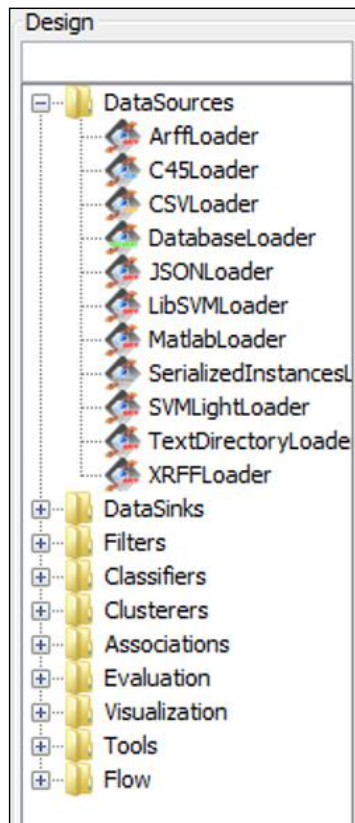 Design
DataSources
ArffLoader
C45Loader
CSVLoader
DatabaseLoader
JSONLoader
LibSVMLoader
MatlabLoader
SerializedInstancesL
SVMLightLoader
TextDirectoryLoade
XRFFLoader
DataSinks
Filters
Classifiers
Clusterers
Associations
Evaluation
Visualization
Tools
Flow